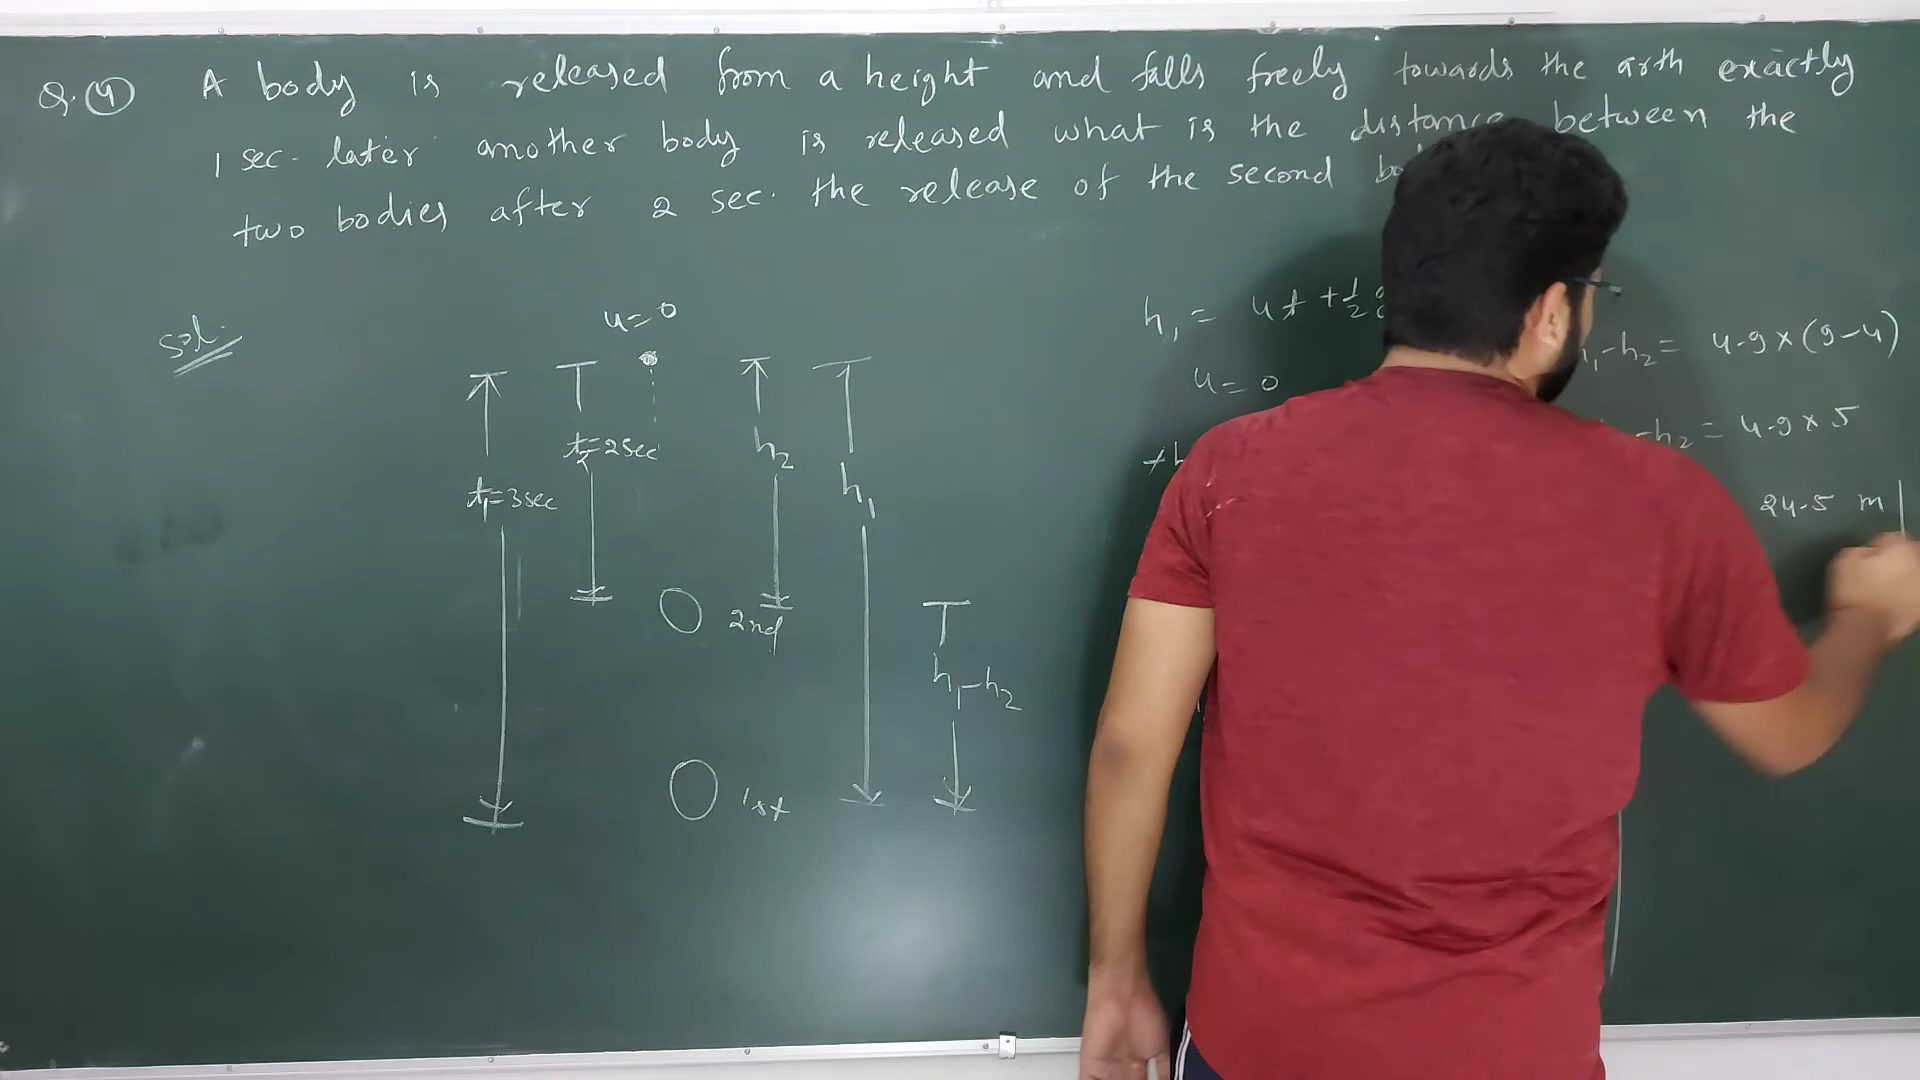 Q. 4 A body is released from a height and falls freely towards the arth exactly
1 sec. later another body is released what is the distance between the
two bodies after 2 sec. the release of the second
sol.
u=0
t₂=2sec
h₂
t₁=3sec
h₁
2nd
h₁-h₂
1st
h₁ = ut + 1/2
u=0
h₂ = 4.9 × (9-4)
h₂ = 4.9 × 5
24.5 m